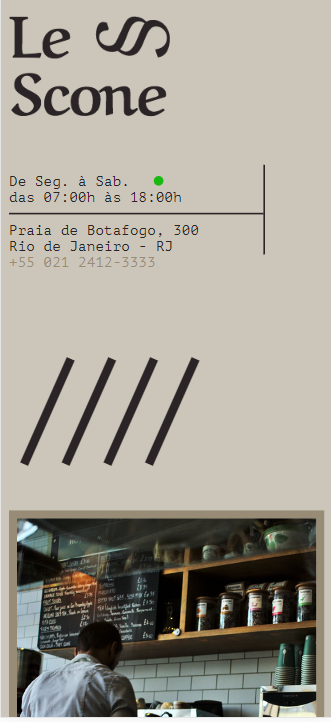 Le
Scone
De Seg. à Sab.
das 07:00h às 18:00h
Praia de Botafogo, 300
Rio de Janeiro - RJ
+55 021 2412-3333